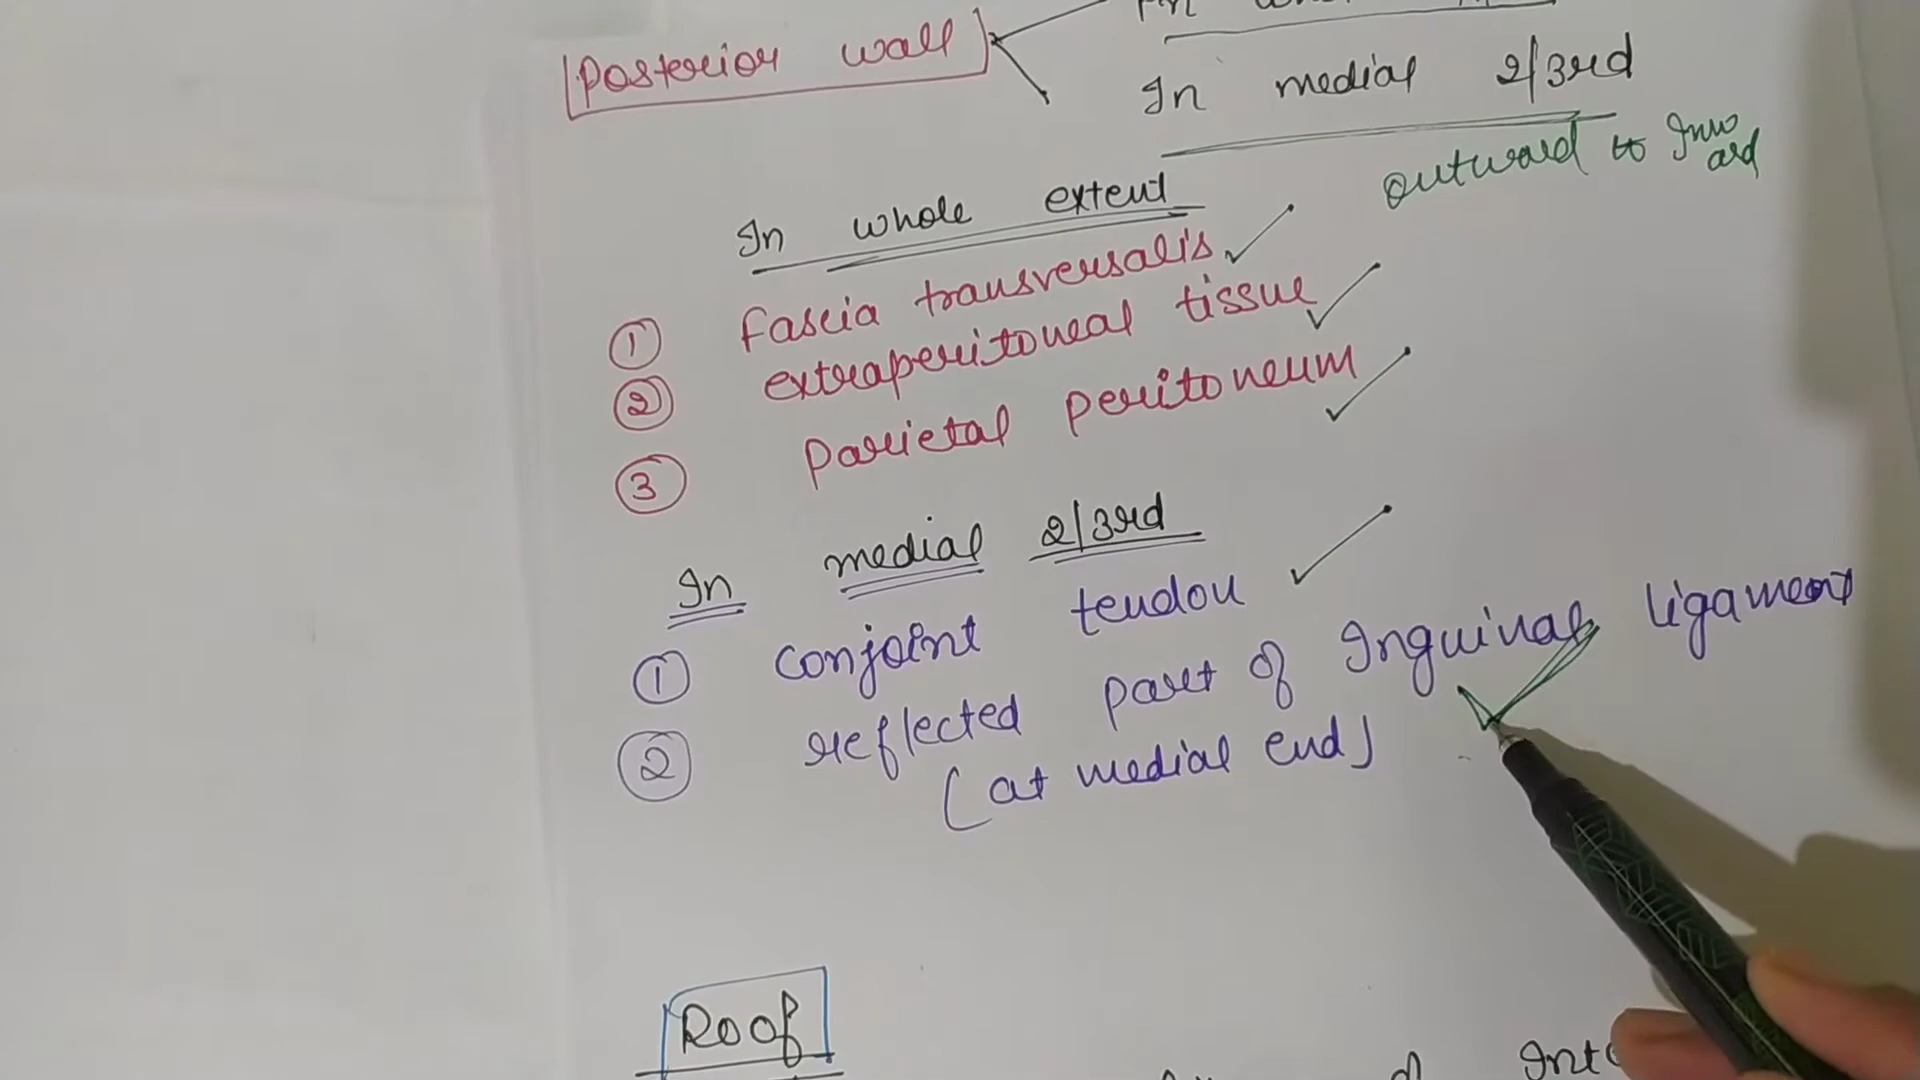 Posterior wall
In medial 2/3rd
outward to Inward
In whole extent
① fascia transversalis
② extraperitoneal tissue
③ parietal peritoneum
In medial 2/3rd
① conjoint tendon
② reflected part of Inguinal ligament
(at medial end)
Roof